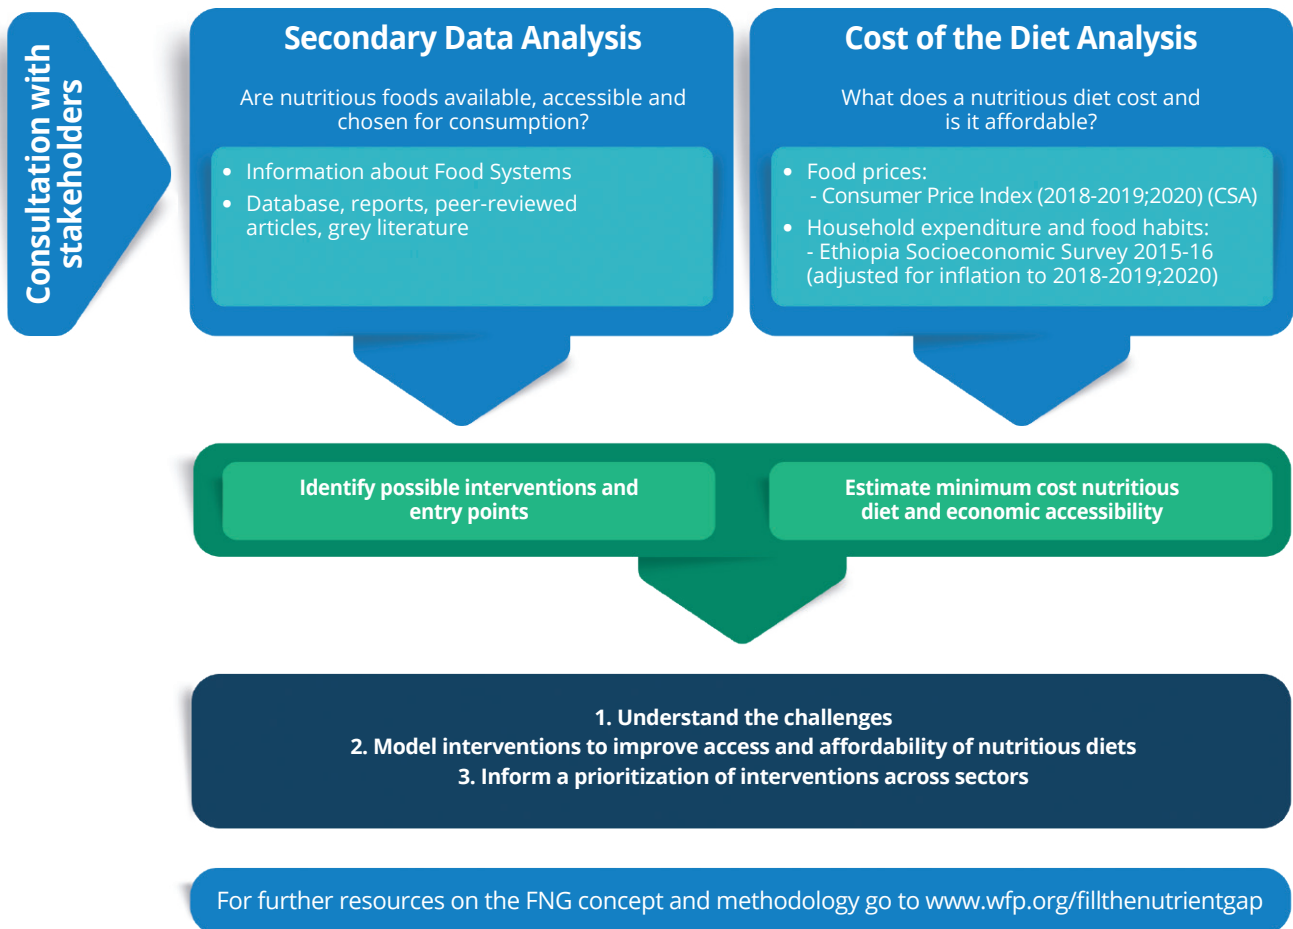 Consultation with
stakeholders
Secondary Data Analysis
Are nutritious foods available, accessible and
chosen for consumption?
• Information about Food Systems
• Database, reports, peer-reviewed
articles, grey literature
Cost of the Diet Analysis
What does a nutritious diet cost and
is it affordable?
• Food prices:
- Consumer Price Index (2018-2019;2020) (CSA)
• Household expenditure and food habits:
- Ethiopia Socioeconomic Survey 2015-16
(adjusted for inflation to 2018-2019;2020)
Identify possible interventions and
entry points
Estimate minimum cost nutritious
diet and economic accessibility
1. Understand the challenges
2. Model interventions to improve access and affordability of nutritious diets
3. Inform a prioritization of interventions across sectors
For further resources on the FNG concept and methodology go to www.wfp.org/fillthenutrientgap